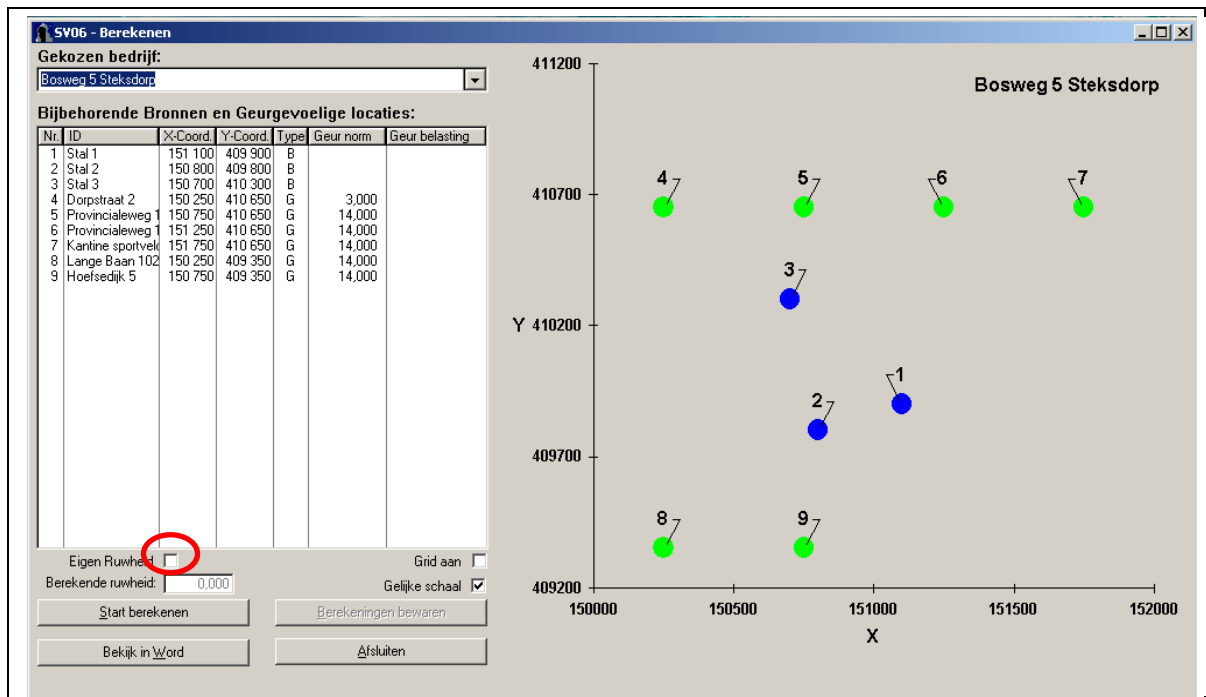 SV06 - Berekenen
Gekozen bedrijf:
Bosweg 5 Steksdorp
Bijbehorende Bronnen en Geurgevoelige locaties:
Nr. ID X-Coord. Y-Coord. Type Geur norm Geur belasting
1 Stal 1 151 100 409 900 B
2 Stal 2 150 800 409 800 B
3 Stal 3 150 700 410 300 B
4 Dorpstraat 2 150 250 410 650 G 3,000
5 Provincialeweg 1 150 750 410 650 G 14,000
6 Provincialeweg 1 151 250 410 650 G 14,000
7 Kantine sportveld 151 750 410 650 G 14,000
8 Lange Baan 102 150 250 409 350 G 14,000
9 Hoefsedijk 5 150 750 409 350 G 14,000
Eigen Ruwheid
Grid aan
Berekende ruwheid: 0,000
Gelijke schaal
Start berekenen
Berekeningen bewaren
Bekijk in Word
Afsluiten
Bosweg 5 Steksdorp
411200
410700
Y 410200
409700
409200
4 5 6 7
3
1
2
8 9
150000 150500 151000 151500 152000
X